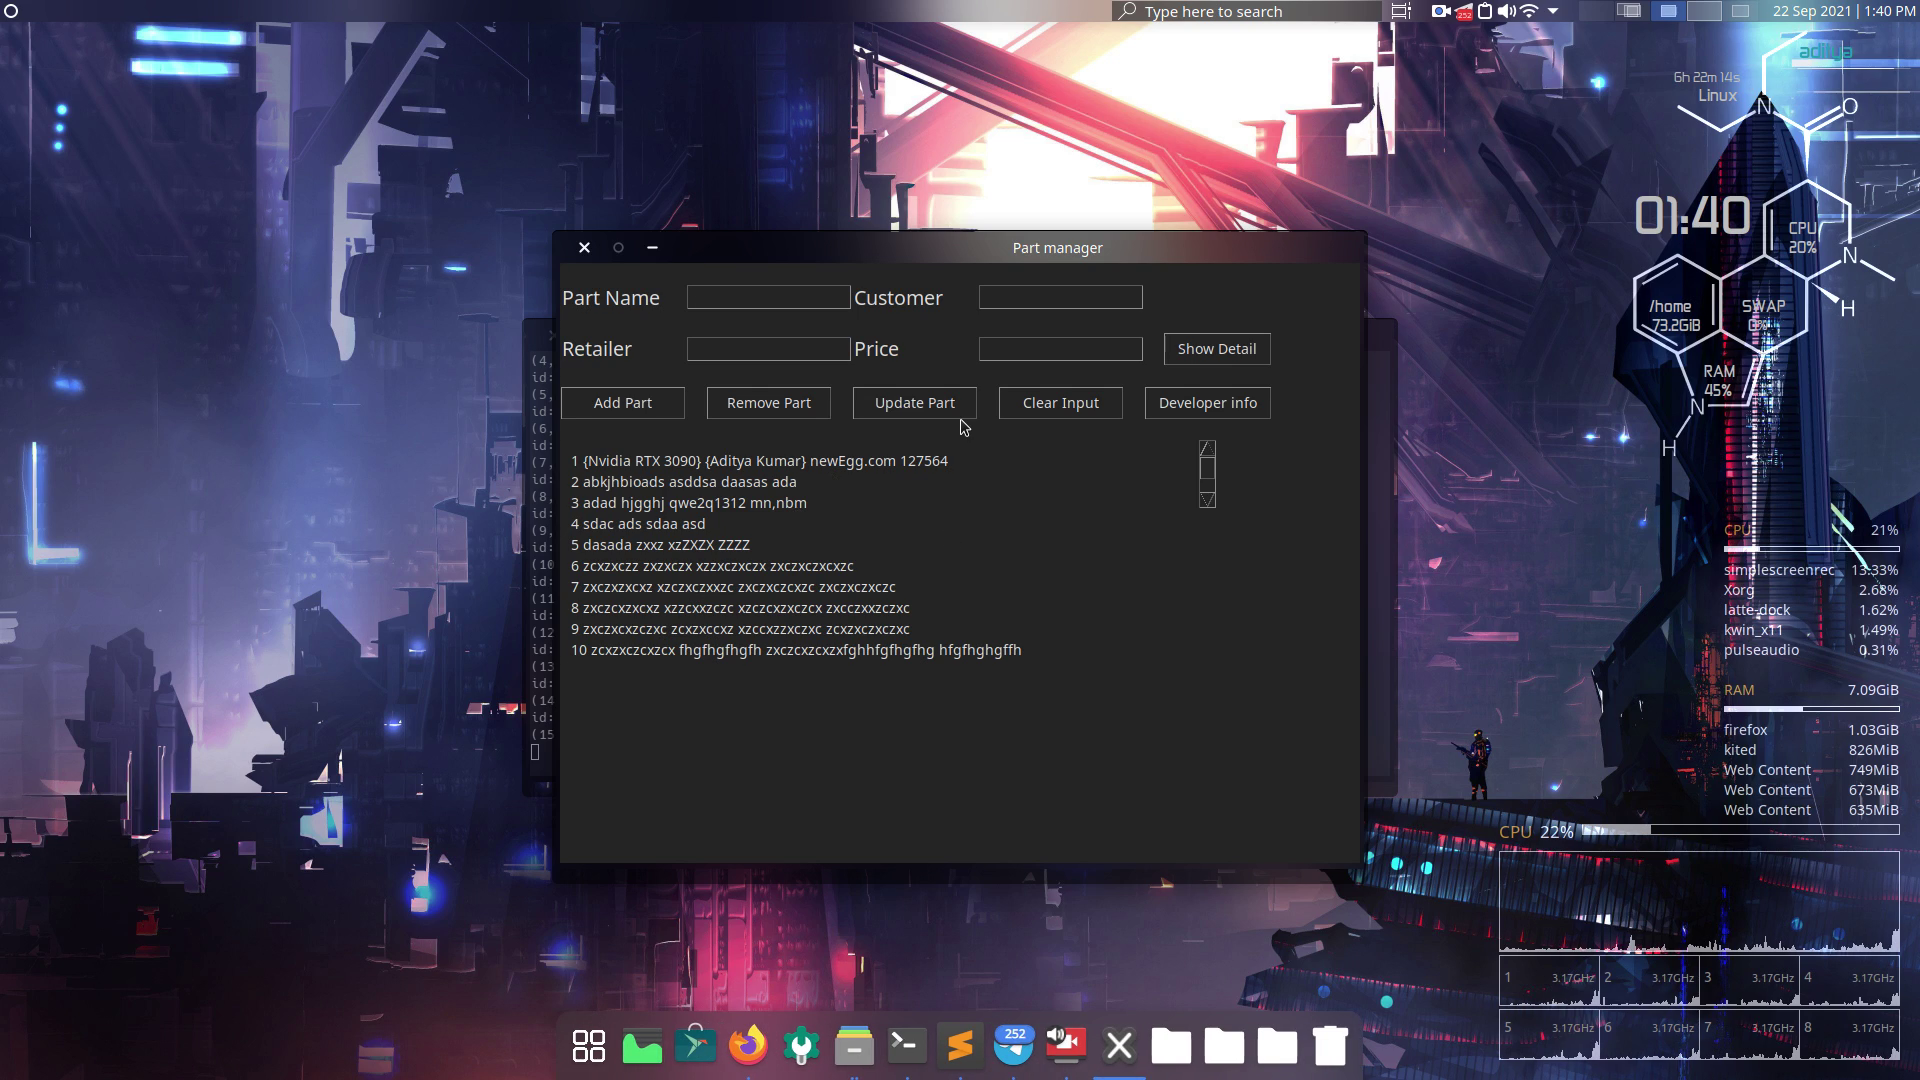 Type here to search
252
22 Sep 2021 | 1:40 PM
aditya
6h 22m 14s
Linux
N
O
01:40
CPU
20%
N
H
/home
73.2GiB
SWAP
0%
RAM
45%
N
H
Part manager
Part Name
Customer
Retailer
Price
Show Detail
Add Part
Remove Part
Update Part
Clear Input
Developer info
1 {Nvidia RTX 3090} {Aditya Kumar} newEgg.com 127564
2 abkjhbioads asddsa daasas ada
3 adad hjgghj qwe2q1312 mn,nbm
4 sdac ads sdaa asd
5 dasada zxxz xzZXZX ZZZZ
6 zcxzxczz zxzxczx xzzxczxczx zxczxczxcxzc
7 zxczxzxcxz xzczxczxxzc zxczxczcxzc zxczxczxczc
8 zxczcxzxcxz xzzcxxzczc xzczcxzxczcx zxcczxxzczxc
9 zxczxcxzczxc zcxzxccxz xzccxzzxczxc zcxzxczxczxc
10 zcxzxzczcxzcx fhgfhgfhgfh zxczcxzcxzxfghhfgfhgfhg hfgfhghgffh
(4,
id:
(5,
id:
(6,
id:
(7,
id:
(8,
id:
(9,
id:
(10
id:
(11
id:
(12
id:
(13
id:
(14
id:
(15
CPU 21%
simplescreenrec 13.33%
Xorg 2.68%
latte-dock 1.62%
kwin_x11 1.49%
pulseaudio 0.31%
RAM 7.09GiB
firefox 1.03GiB
kited 826MiB
Web Content 749MiB
Web Content 673MiB
Web Content 635MiB
CPU 22%
1 3.17GHz 2 3.17GHz 3 3.17GHz 4 3.17GHz
5 3.17GHz 6 3.17GHz 7 3.17GHz 8 3.17GHz
252